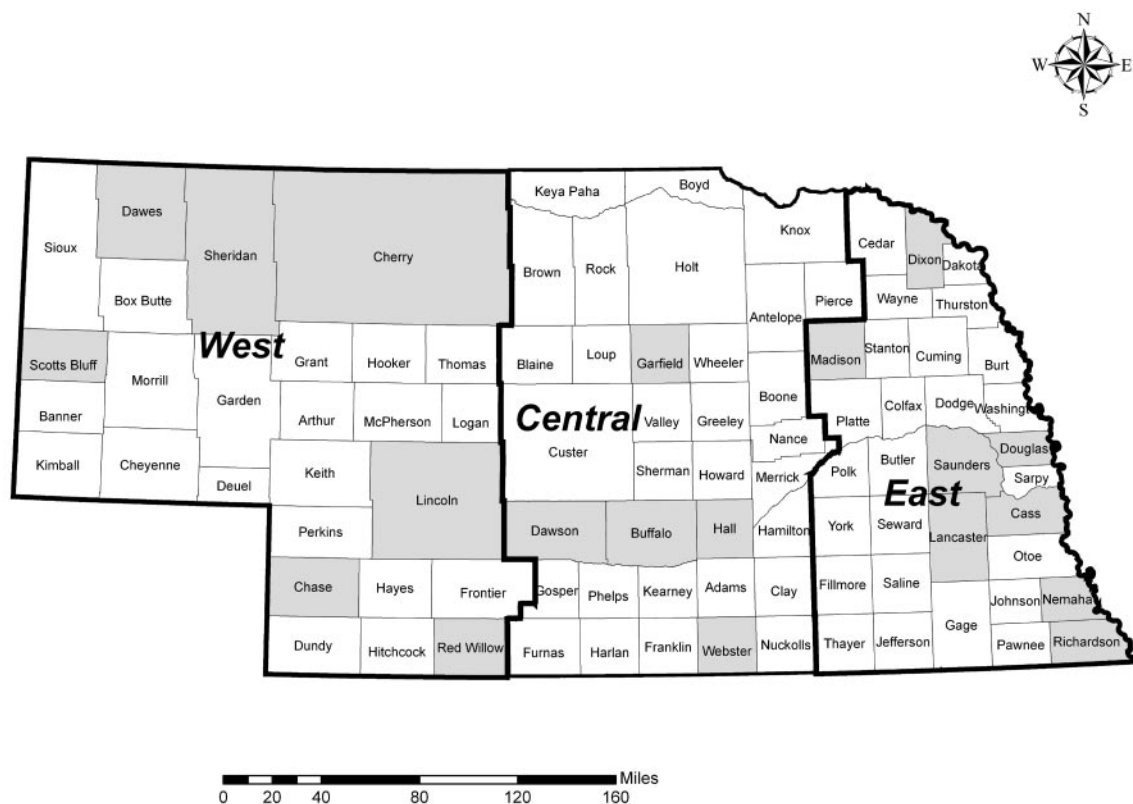 N
W E
S
Keya Paha Boyd
Dawes Knox
Sioux Sheridan Cherry Cedar
Brown Rock Holt Dixon Dakota
Box Butte Antelope Pierce Wayne Thurston
West
Scotts Bluff Grant Hooker Thomas Blaine Loup Garfield Wheeler Madison Stanton Cuming Burt
Morrill Garden Boone
Banner Arthur McPherson Logan Central Valley Greeley Platte Colfax Dodge Washington
Custer Nance
Kimball Cheyenne Keith Sherman Howard Merrick Polk Butler Saunders Douglas
Deuel Lincoln East Sarpy
Perkins Dawson Buffalo Hall Hamilton York Seward Lancaster Cass
Otoe
Chase Hayes Frontier Gosper Phelps Kearney Adams Clay Fillmore Saline Johnson Nemaha
Dundy Hitchcock Red Willow Furnas Harlan Franklin Webster Nuckolls Thayer Jefferson Gage Pawnee Richardson
Miles
0 20 40 80 120 160